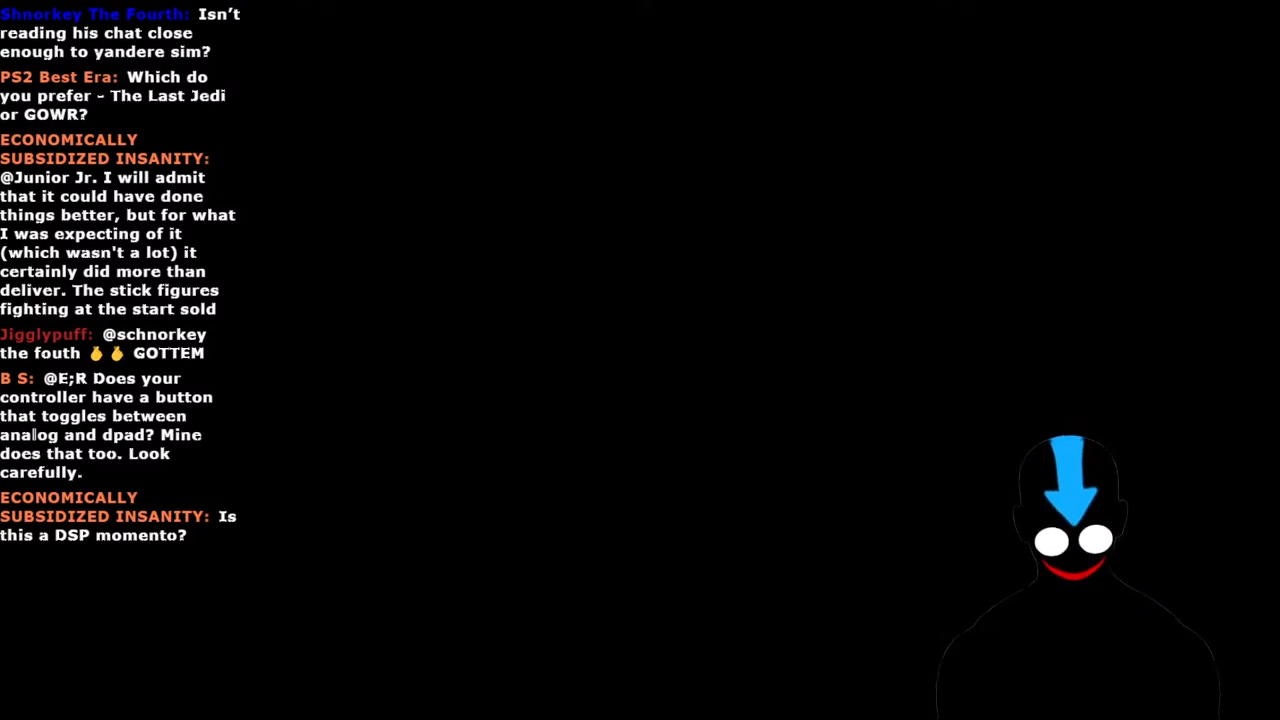 Shnorkey The Fourth: Isn’t
reading his chat close
enough to yandere sim?
PS2 Best Era: Which do
you prefer - The Last Jedi
or GOWR?
ECONOMICALLY
SUBSIDIZED INSANITY:
@Junior Jr. I will admit
that it could have done
things better, but for what
I was expecting of it
(which wasn't a lot) it
certainly did more than
deliver. The stick figures
fighting at the start sold
Jigglypuff: @schnorkey
the fouth GOTTEM
B S: @E;R Does your
controller have a button
that toggles between
analog and dpad? Mine
does that too. Look
carefully.
ECONOMICALLY
SUBSIDIZED INSANITY: Is
this a DSP momento?